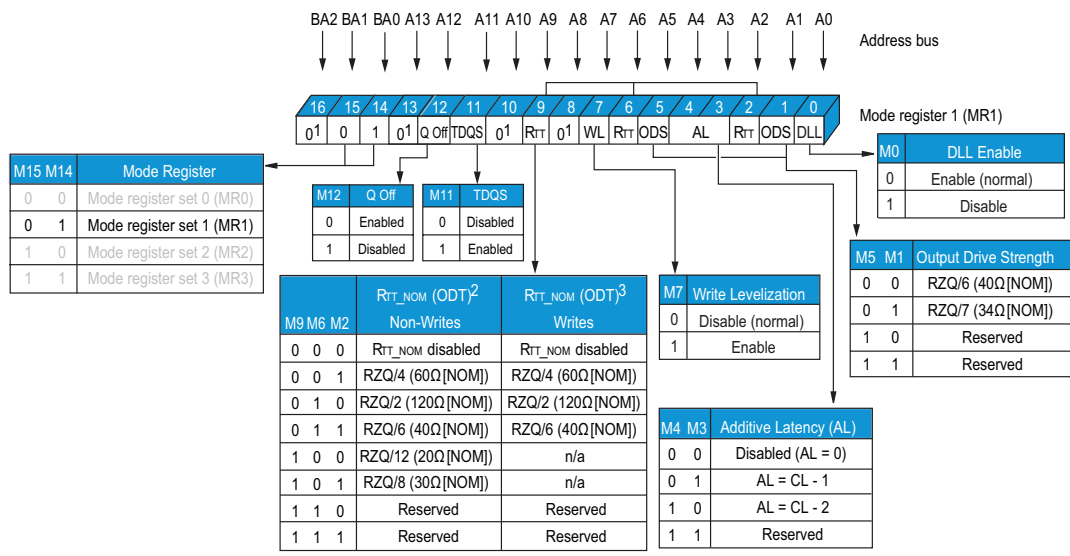 BA2 BA1 BA0 A13 A12 A11 A10 A9 A8 A7 A6 A5 A4 A3 A2 A1 A0
Address bus
16 15 14 13 12 11 10 9 8 7 6 5 4 3 2 1 0
Mode register 1 (MR1)
0¹ 0 1 0¹ Q Off TDQS 0¹ RTT 0¹ WL RTT ODS AL RTT ODS DLL
M15 M14 Mode Register
0 0 Mode register set 0 (MR0)
0 1 Mode register set 1 (MR1)
1 0 Mode register set 2 (MR2)
1 1 Mode register set 3 (MR3)
M12 Q Off
0 Enabled
1 Disabled
M11 TDQS
0 Disabled
1 Enabled
M0 DLL Enable
0 Enable (normal)
1 Disable
M5 M1 Output Drive Strength
0 0 RZQ/6 (40Ω [NOM])
0 1 RZQ/7 (34Ω [NOM])
1 0 Reserved
1 1 Reserved
RTT_NOM (ODT)² RTT_NOM (ODT)³
M9 M6 M2 Non-Writes Writes
0 0 0 RTT_NOM disabled RTT_NOM disabled
0 0 1 RZQ/4 (60Ω [NOM]) RZQ/4 (60Ω [NOM])
0 1 0 RZQ/2 (120Ω [NOM]) RZQ/2 (120Ω [NOM])
0 1 1 RZQ/6 (40Ω [NOM]) RZQ/6 (40Ω [NOM])
1 0 0 RZQ/12 (20Ω [NOM]) n/a
1 0 1 RZQ/8 (30Ω [NOM]) n/a
1 1 0 Reserved Reserved
1 1 1 Reserved Reserved
M7 Write Levelization
0 Disable (normal)
1 Enable
M4 M3 Additive Latency (AL)
0 0 Disabled (AL = 0)
0 1 AL = CL - 1
1 0 AL = CL - 2
1 1 Reserved